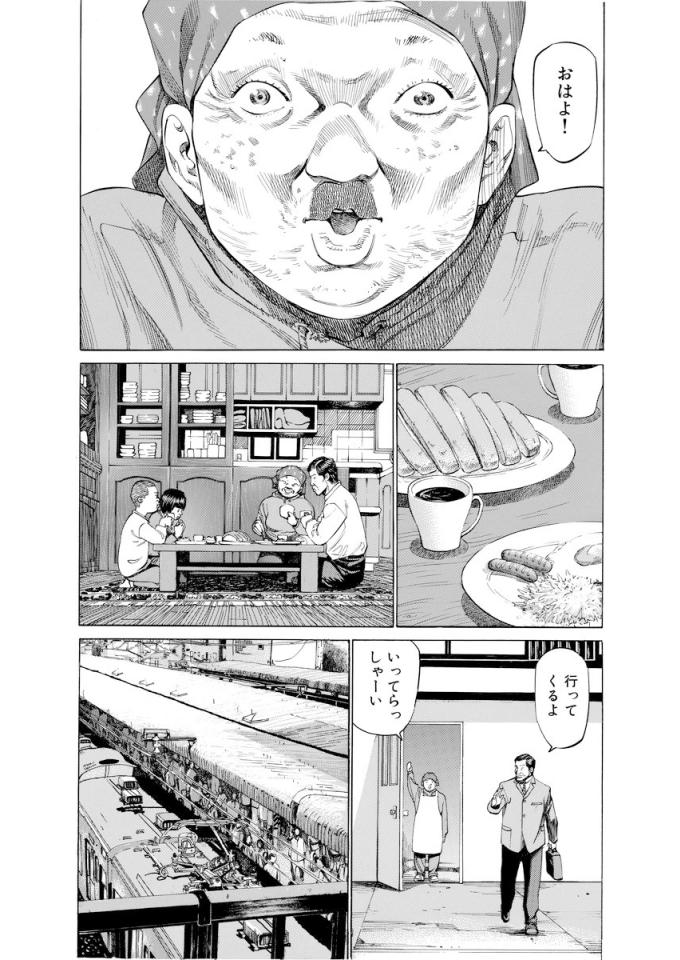 おはよ！
行って
くるよ
いってらっ
しゃーい